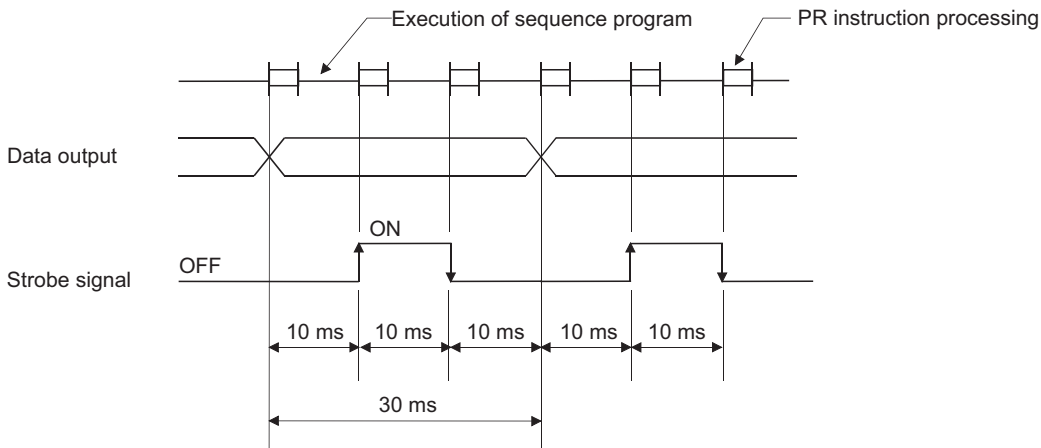 Execution of sequence program
PR instruction processing
Data output
ON
OFF
Strobe signal
10 ms
10 ms
10 ms
10 ms
10 ms
30 ms